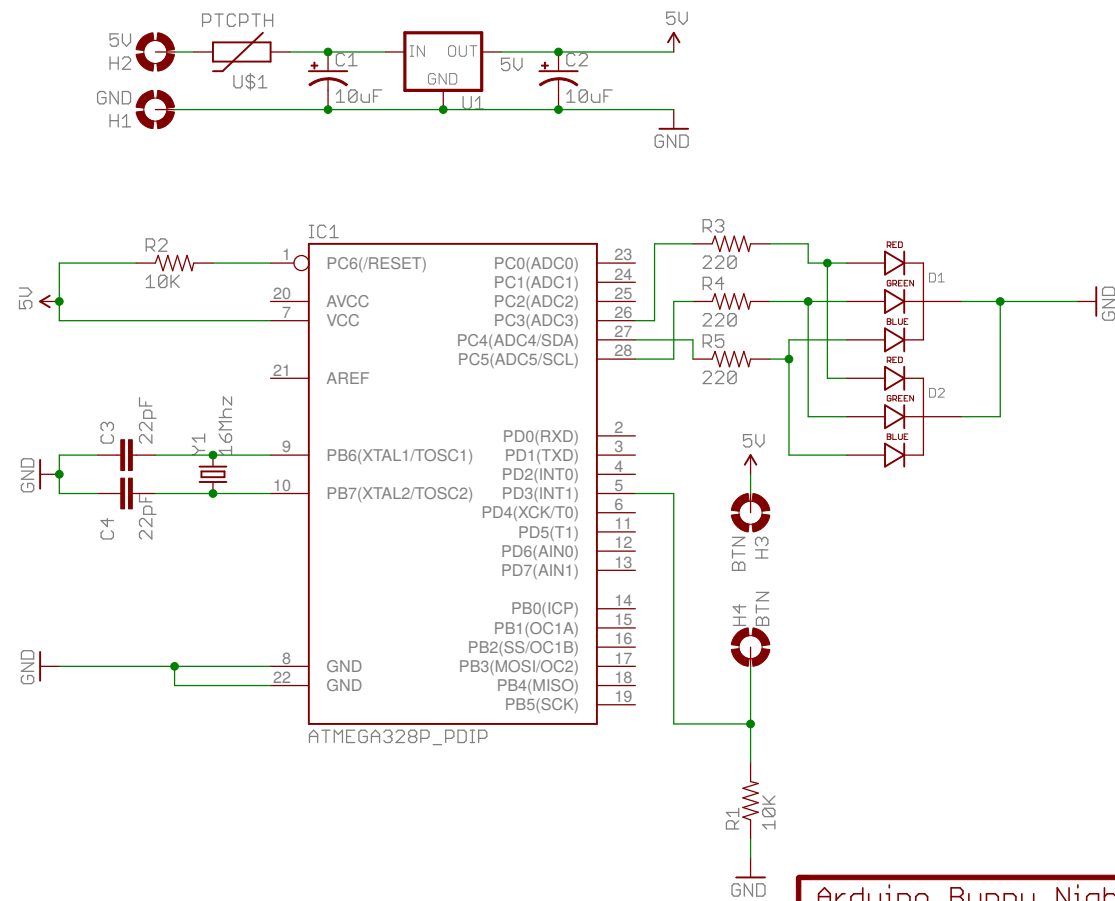 PTCPTH
5V
H2
U$1
GND
H1
C1
10uF
IN OUT
GND
U1
5V
C2
10uF
5V
GND
IC1
R2
10K
5V
1 PC6(/RESET)
20 AVCC
7 VCC
21 AREF
9 PB6(XTAL1/TOSC1)
10 PB7(XTAL2/TOSC2)
8 GND
22 GND
PC0(ADC0) 23
PC1(ADC1) 24
PC2(ADC2) 25
PC3(ADC3) 26
PC4(ADC4/SDA) 27
PC5(ADC5/SCL) 28
PD0(RXD) 2
PD1(TXD) 3
PD2(INT0) 4
PD3(INT1) 5
PD4(XCK/T0) 6
PD5(T1) 11
PD6(AIN0) 12
PD7(AIN1) 13
PB0(ICP) 14
PB1(OC1A) 15
PB2(SS/OC1B) 16
PB3(MOSI/OC2) 17
PB4(MISO) 18
PB5(SCK) 19
ATMEGA328P_PDIP
C3
22pF
C4
22pF
Y1
16Mhz
GND
GND
R3
220
R4
220
R5
220
RED
GREEN
BLUE
D1
RED
GREEN
BLUE
D2
GND
5V
BTN
H3
H4
BTN
R1
10K
GND
Arduino Bunny Nigh